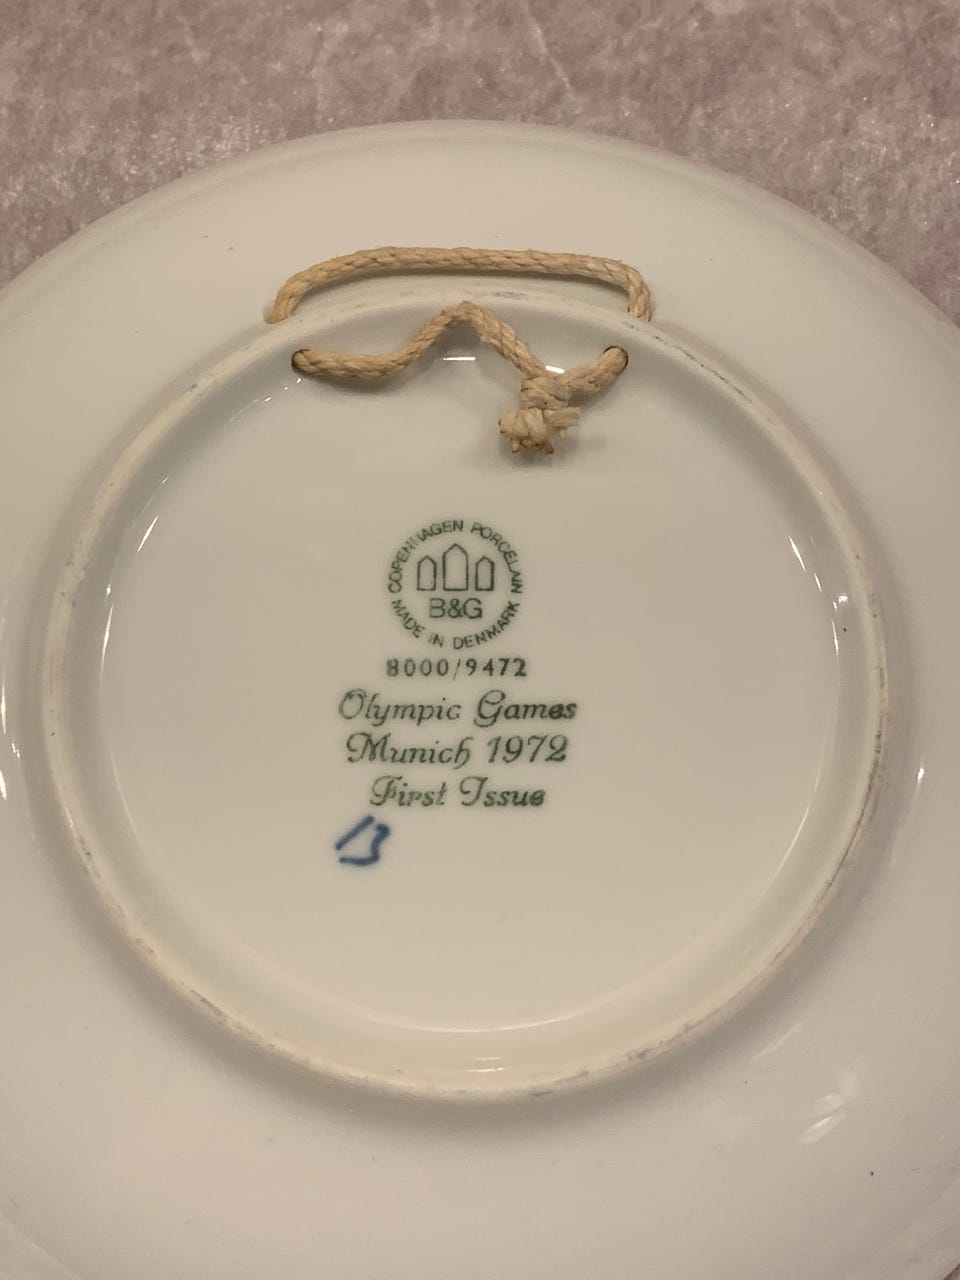 COPENHAGEN PORCELAIN
B&G
MADE IN DENMARK
8000/9472
Olympic Games
Munich 1972
First Issue